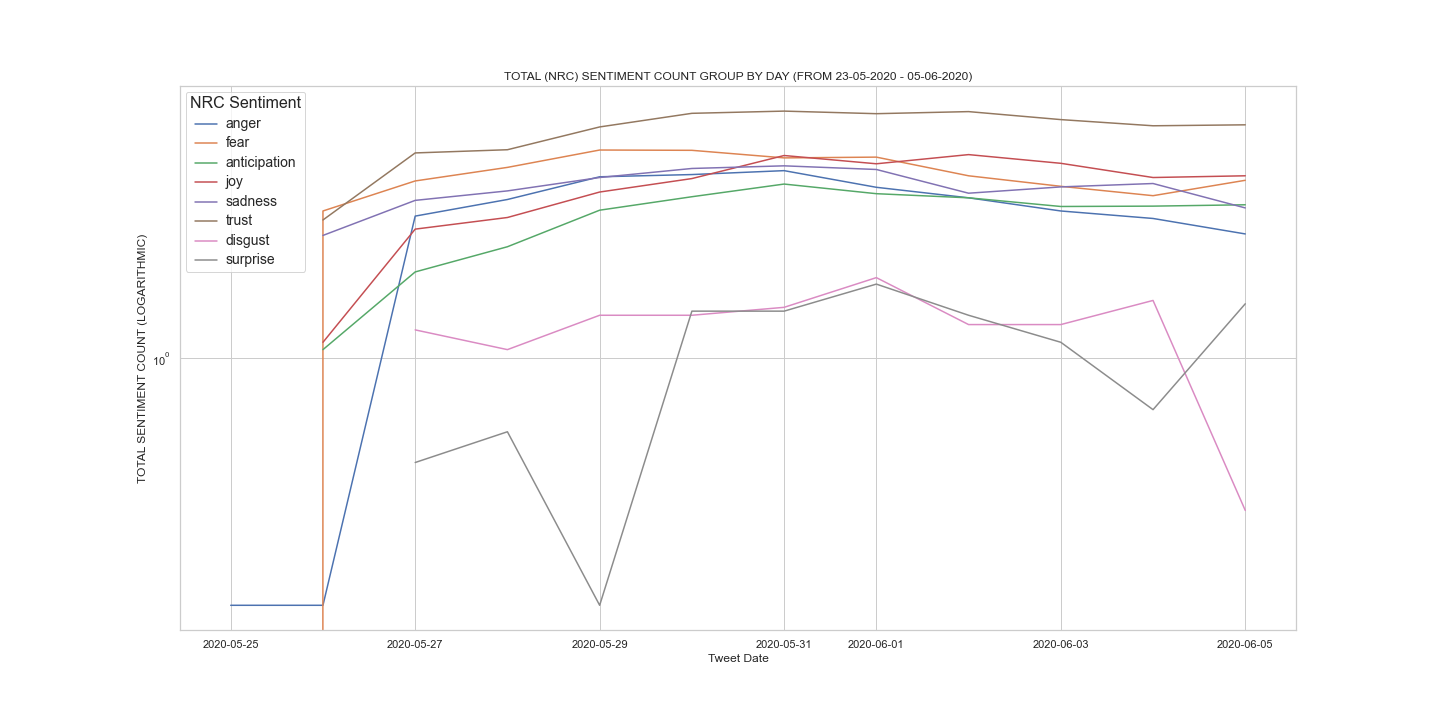 TOTAL (NRC) SENTIMENT COUNT GROUP BY DAY (FROM 23-05-2020 - 05-06-2020)
NRC Sentiment
anger
fear
anticipation
joy
sadness
trust
disgust
surprise
TOTAL SENTIMENT COUNT (LOGARITHMIC)
10⁰
2020-05-25 2020-05-27 2020-05-29 2020-05-31 2020-06-01 2020-06-03 2020-06-05
Tweet Date